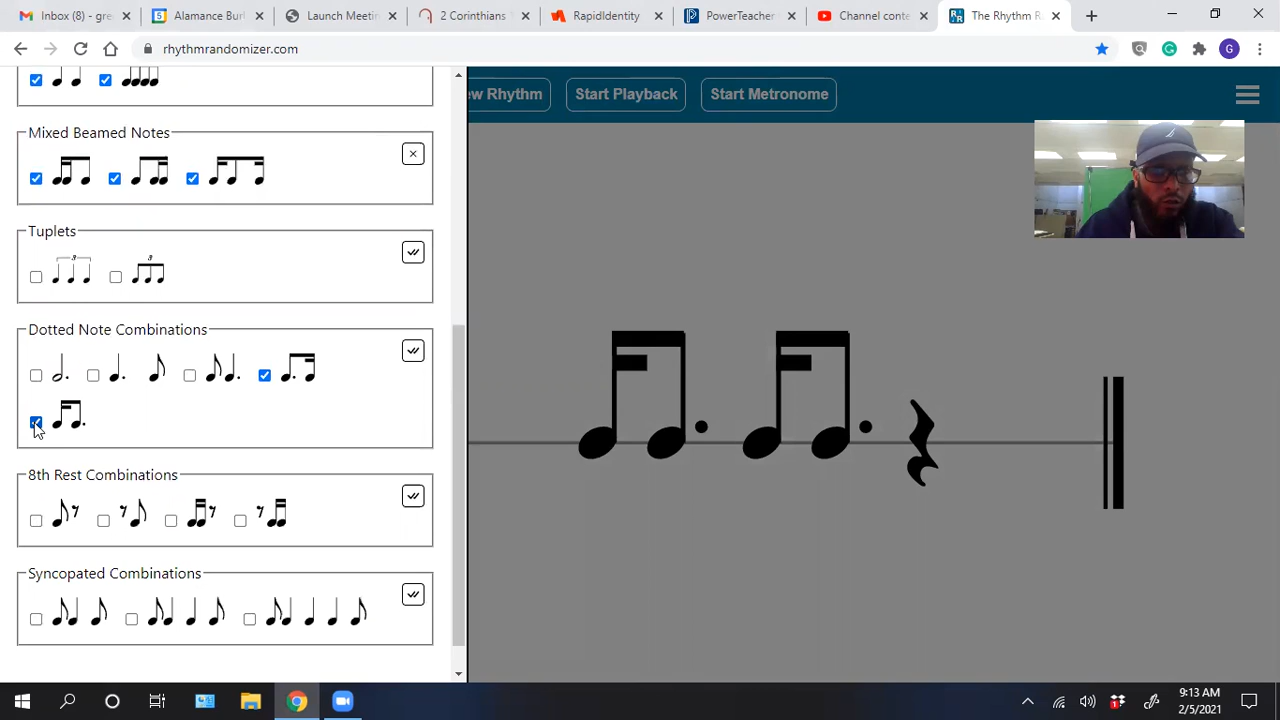 Inbox (8) - gre
Alamance Bur
Launch Meetin
2 Corinthians
RapidIdentity
PowerTeacher
Channel conte
The Rhythm R
rhythmrandomizer.com
G
ew Rhythm
Start Playback
Start Metronome
Mixed Beamed Notes
Tuplets
3
3
Dotted Note Combinations
8th Rest Combinations
Syncopated Combinations
9:13 AM
2/5/2021